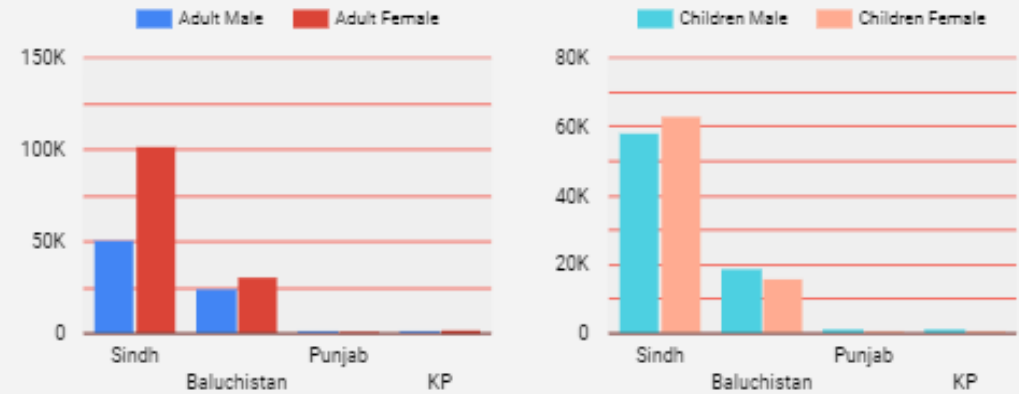 Adult Male Adult Female
150K
100K
50K
0
Sindh Punjab
Baluchistan KP
Children Male Children Female
80K
60K
40K
20K
0
Sindh Punjab
Baluchistan KP